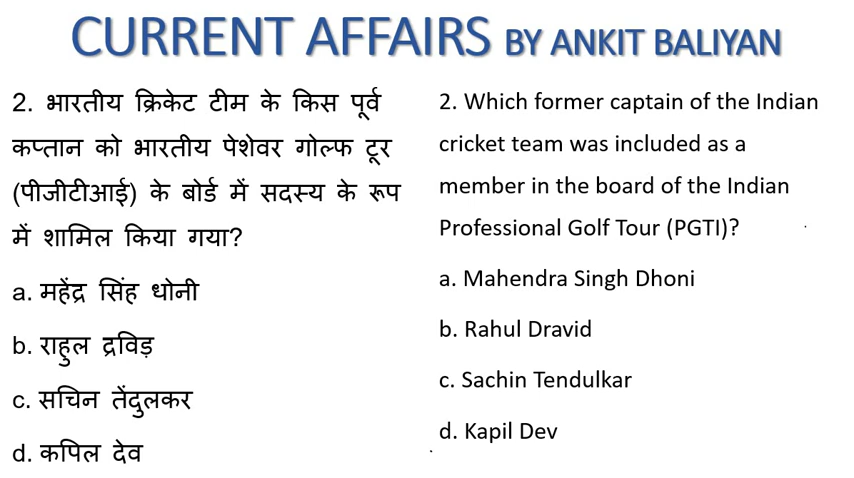 CURRENT AFFAIRS BY ANKIT BALIYAN
2. भारतीय क्रिकेट टीम के किस पूर्व
कप्तान को भारतीय पेशेवर गोल्फ टूर
(पीजीटीआई) के बोर्ड में सदस्य के रूप
में शामिल किया गया?
a. महेंद्र सिंह धोनी
b. राहुल द्रविड़
c. सचिन तेंदुलकर
d. कपिल देव
2. Which former captain of the Indian
cricket team was included as a
member in the board of the Indian
Professional Golf Tour (PGTI)?
a. Mahendra Singh Dhoni
b. Rahul Dravid
c. Sachin Tendulkar
d. Kapil Dev